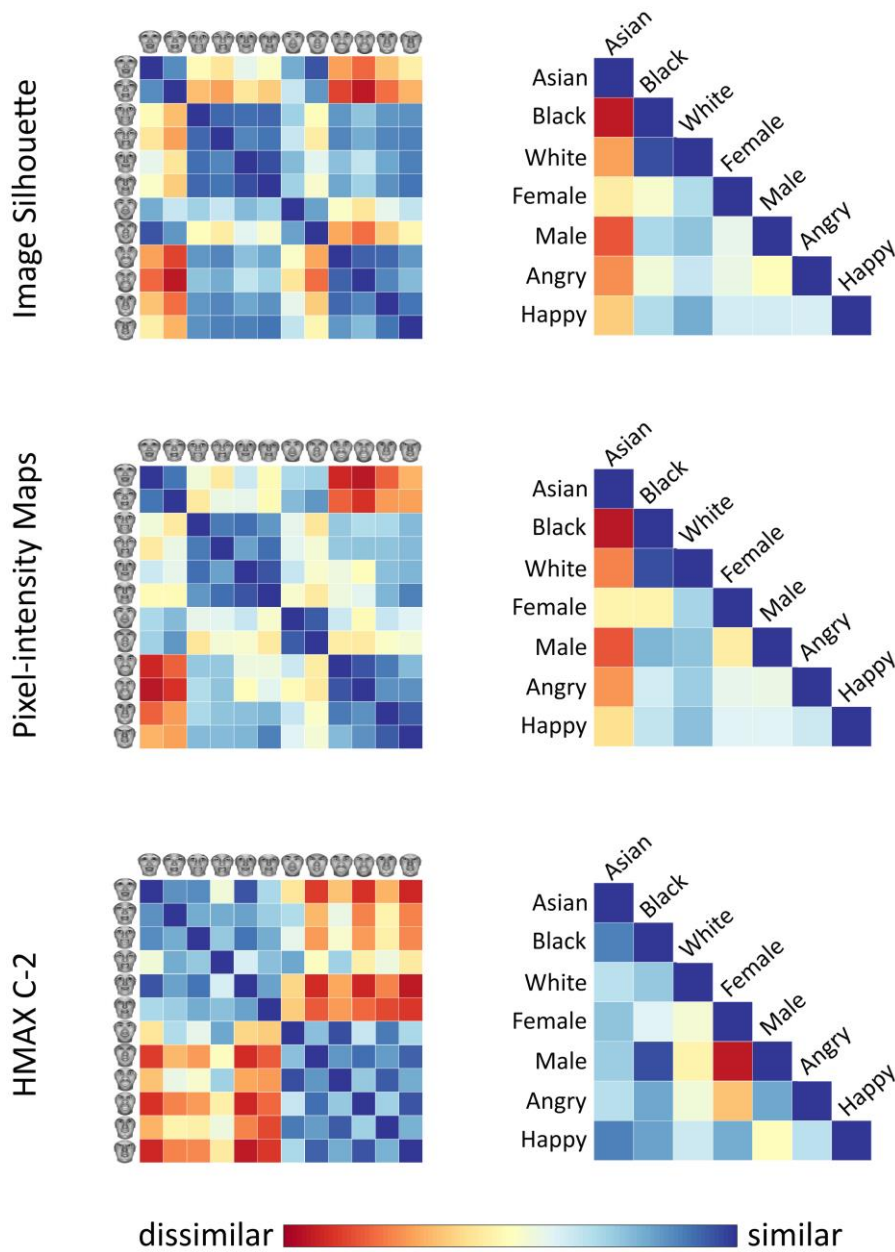 Image Silhouette
Asian
Black
White
Female
Male
Angry
Happy
Asian
Black
White
Female
Male
Angry
Happy
Pixel-intensity Maps
Asian
Black
White
Female
Male
Angry
Happy
Asian
Black
White
Female
Male
Angry
Happy
HMAX C-2
Asian
Black
White
Female
Male
Angry
Happy
Asian
Black
White
Female
Male
Angry
Happy
dissimilar
similar